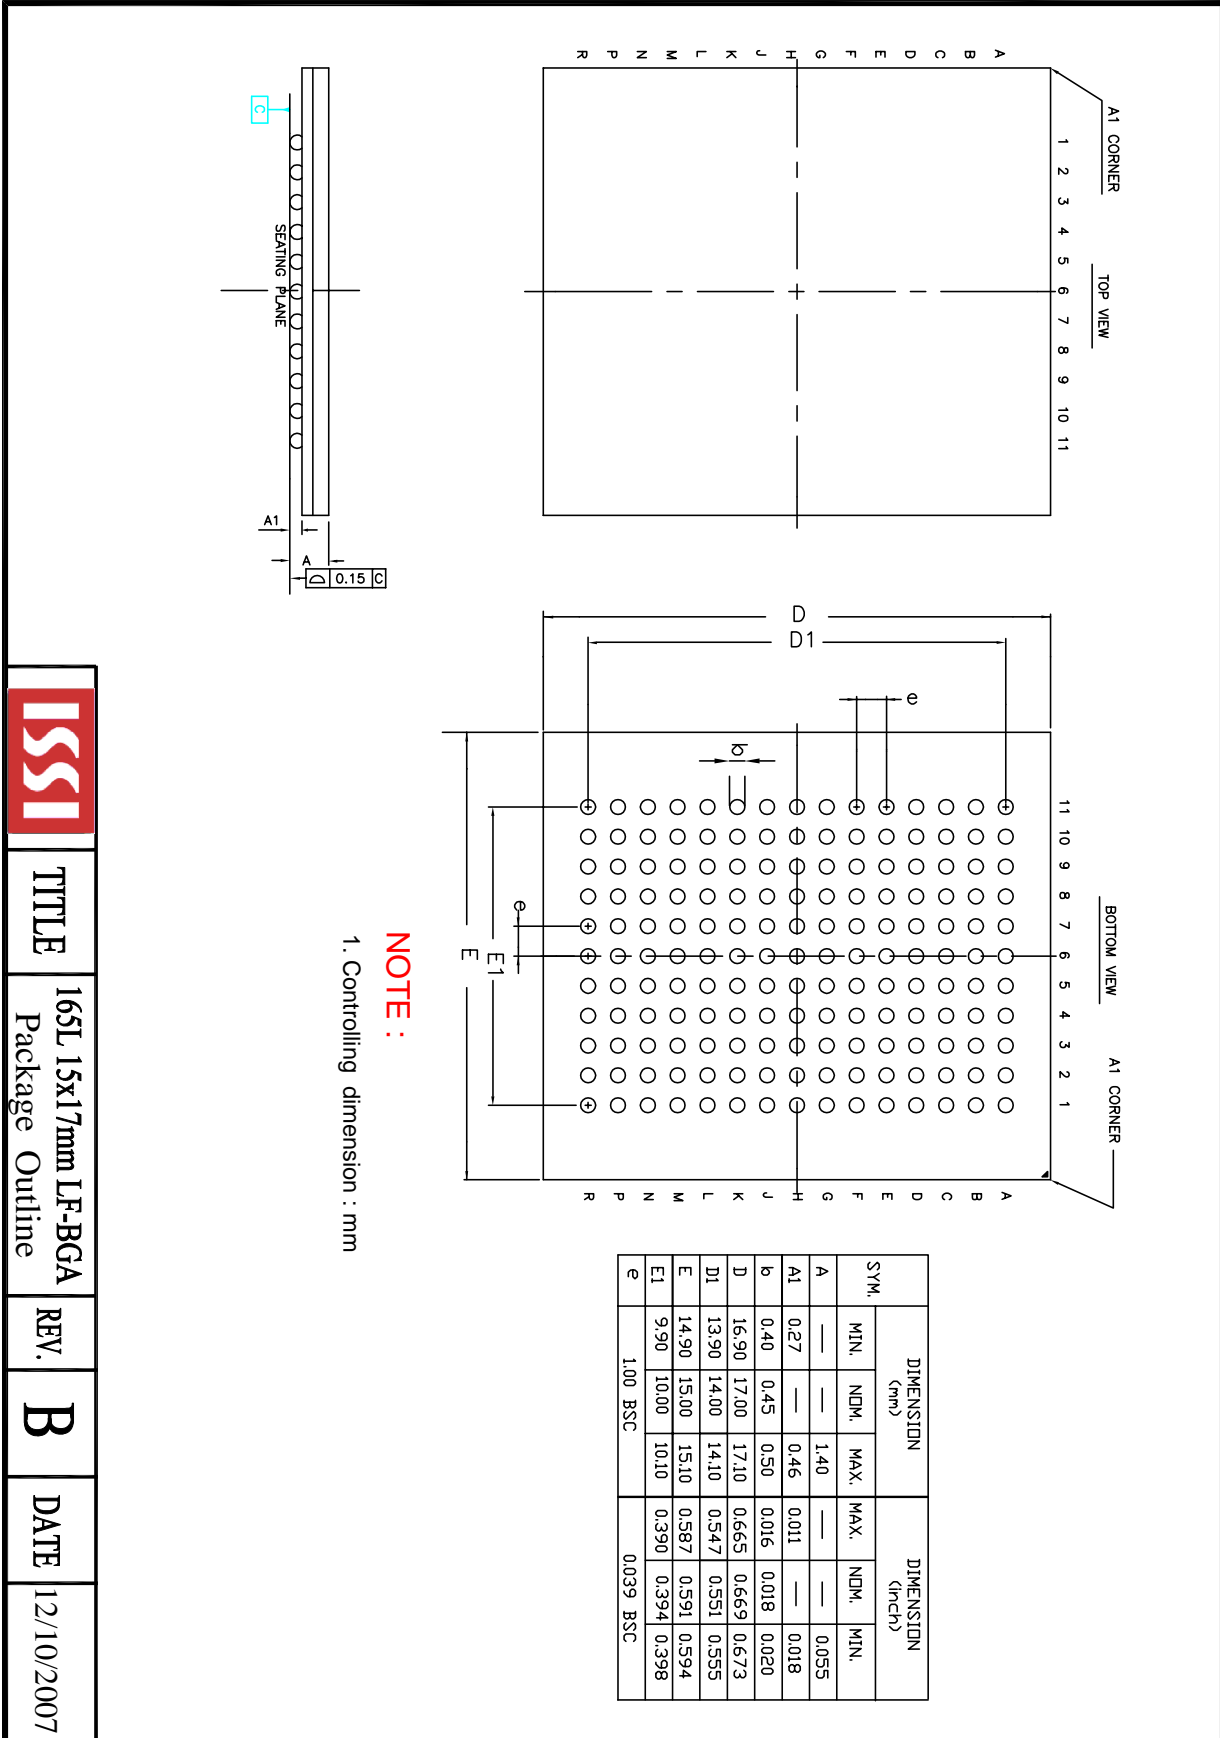 A1 CORNER
TOP VIEW
1 2 3 4 5 6 7 8 9 10 11
A
B
C
D
E
F
G
H
J
K
L
M
N
P
R
BOTTOM VIEW
A1 CORNER
11 10 9 8 7 6 5 4 3 2 1
A
B
C
D
E
F
G
H
J
K
L
M
N
P
R
e
D
D1
b
e
E1
E
C
SEATING PLANE
A1
A
0.15 C
SYM. DIMENSION (mm) DIMENSION (inch)
MIN. NOM. MAX. MAX. NOM. MIN.
A — — 1.40 — — 0.055
A1 0.27 — 0.46 0.011 — 0.018
b 0.40 0.45 0.50 0.016 0.018 0.020
D 16.90 17.00 17.10 0.665 0.669 0.673
D1 13.90 14.00 14.10 0.547 0.551 0.555
E 14.90 15.00 15.10 0.587 0.591 0.594
E1 9.90 10.00 10.10 0.390 0.394 0.398
e 1.00 BSC 0.039 BSC
NOTE :
1. Controlling dimension : mm
ISSI
TITLE
165L 15x17mm LF-BGA
Package Outline
REV.
B
DATE
12/10/2007